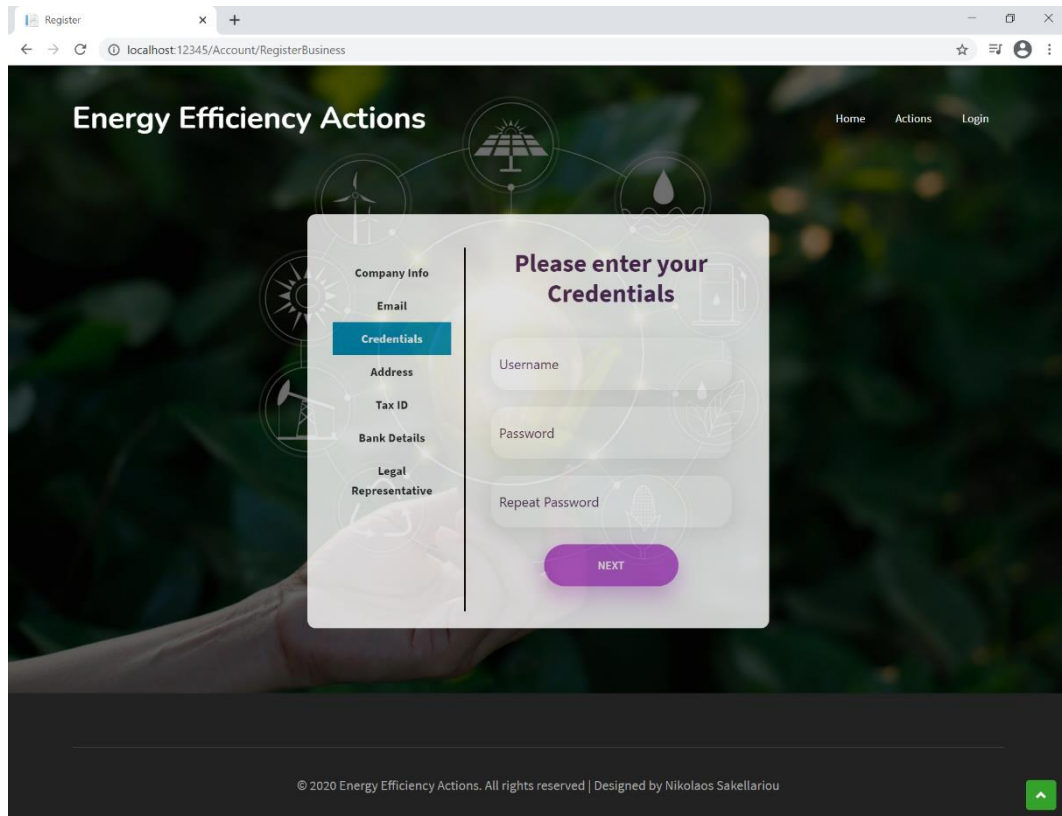 Register
localhost:12345/Account/RegisterBusiness
Energy Efficiency Actions
Home Actions Login
Company Info
Email
Credentials
Address
Tax ID
Bank Details
Legal
Representative
Please enter your
Credentials
Username
Password
Repeat Password
NEXT
© 2020 Energy Efficiency Actions. All rights reserved | Designed by Nikolaos Sakellariou